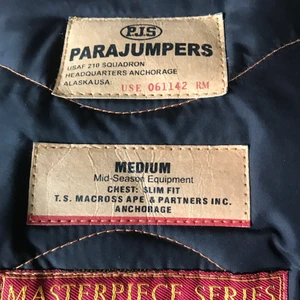 PJS
PARAJUMPERS
USAF 210 SQUADRON
HEADQUARTERS ANCHORAGE
ALASKA USA: USE 061142 RM
MEDIUM
Mid-Season Equipment
CHEST: SLIM FIT
T.S. MACROSS APE & PARTNERS INC.
ANCHORAGE
MASTERPIECE SERIES